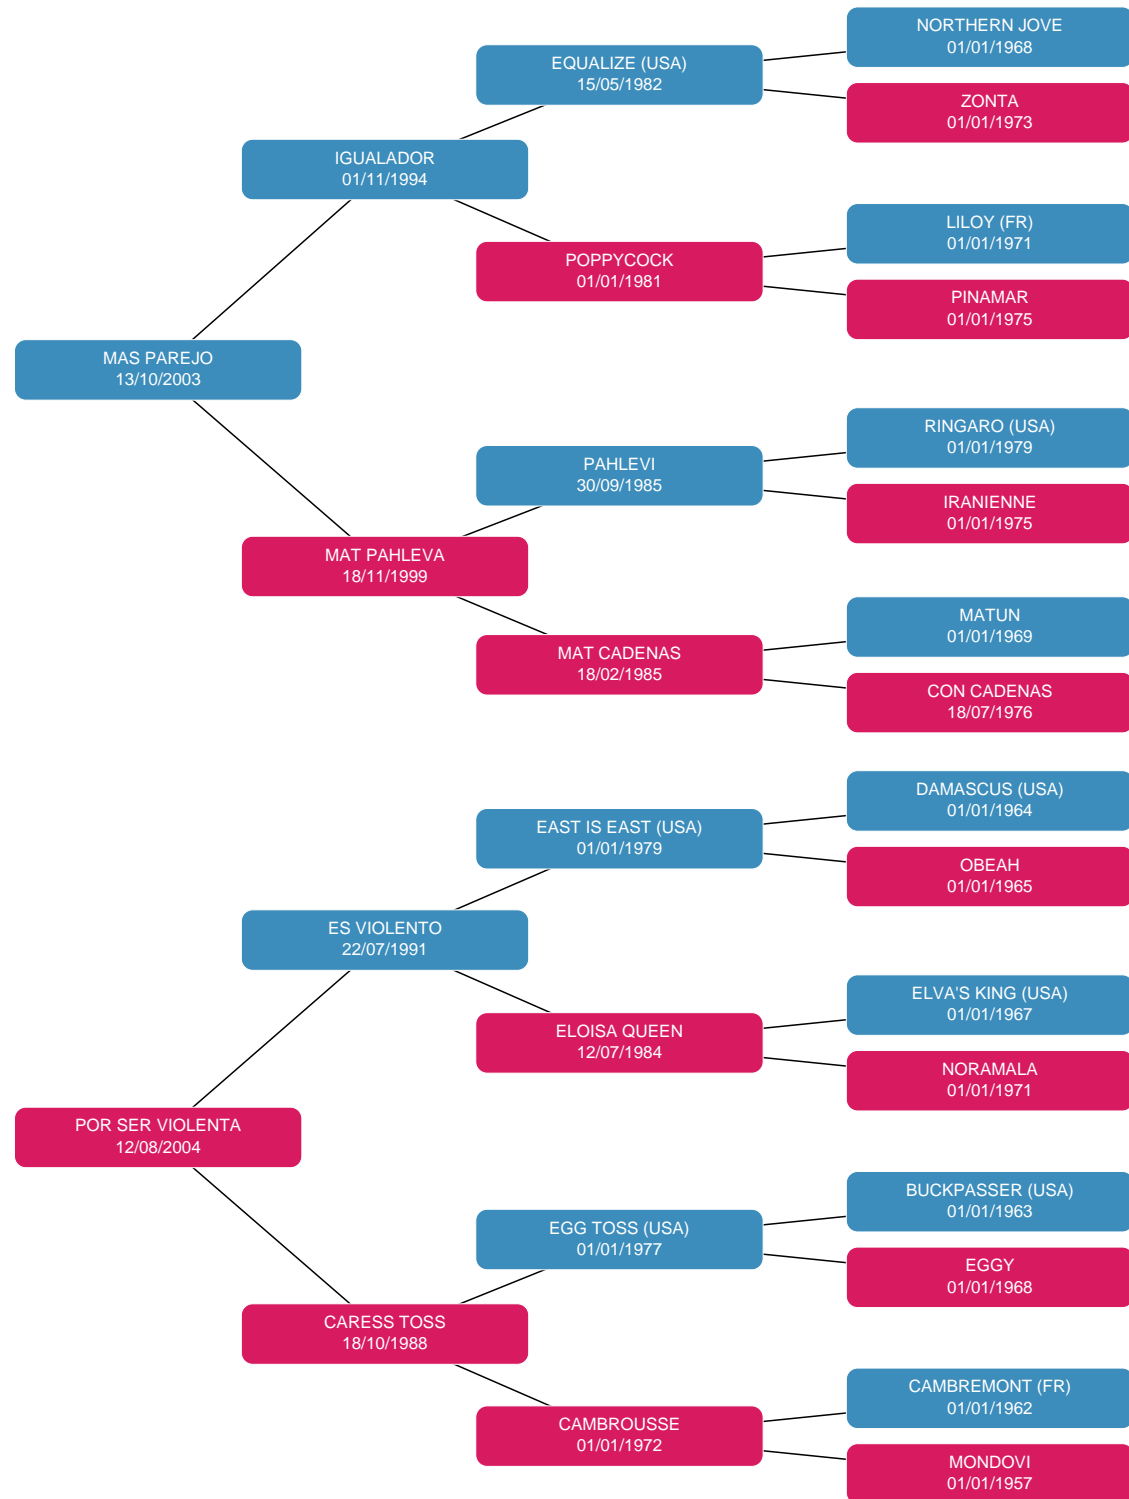 NORTHERN JOVE
01/01/1968
EQUALIZE (USA)
15/05/1982
ZONTA
01/01/1973
IGUALADOR
01/11/1994
LILOY (FR)
01/01/1971
POPPYCOCK
01/01/1981
PINAMAR
01/01/1975
MAS PAREJO
13/10/2003
RINGARO (USA)
01/01/1979
PAHLEVI
30/09/1985
IRANIENNE
01/01/1975
MAT PAHLEVA
18/11/1999
MATUN
01/01/1969
MAT CADENAS
18/02/1985
CON CADENAS
18/07/1976
DAMASCUS (USA)
01/01/1964
EAST IS EAST (USA)
01/01/1979
OBEAH
01/01/1965
ES VIOLENTO
22/07/1991
ELVA'S KING (USA)
01/01/1967
ELOISA QUEEN
12/07/1984
NORAMALA
01/01/1971
POR SER VIOLENTA
12/08/2004
BUCKPASSER (USA)
01/01/1963
EGG TOSS (USA)
01/01/1977
EGGY
01/01/1968
CARESS TOSS
18/10/1988
CAMBREMONT (FR)
01/01/1962
CAMBROUSSE
01/01/1972
MONDOVI
01/01/1957